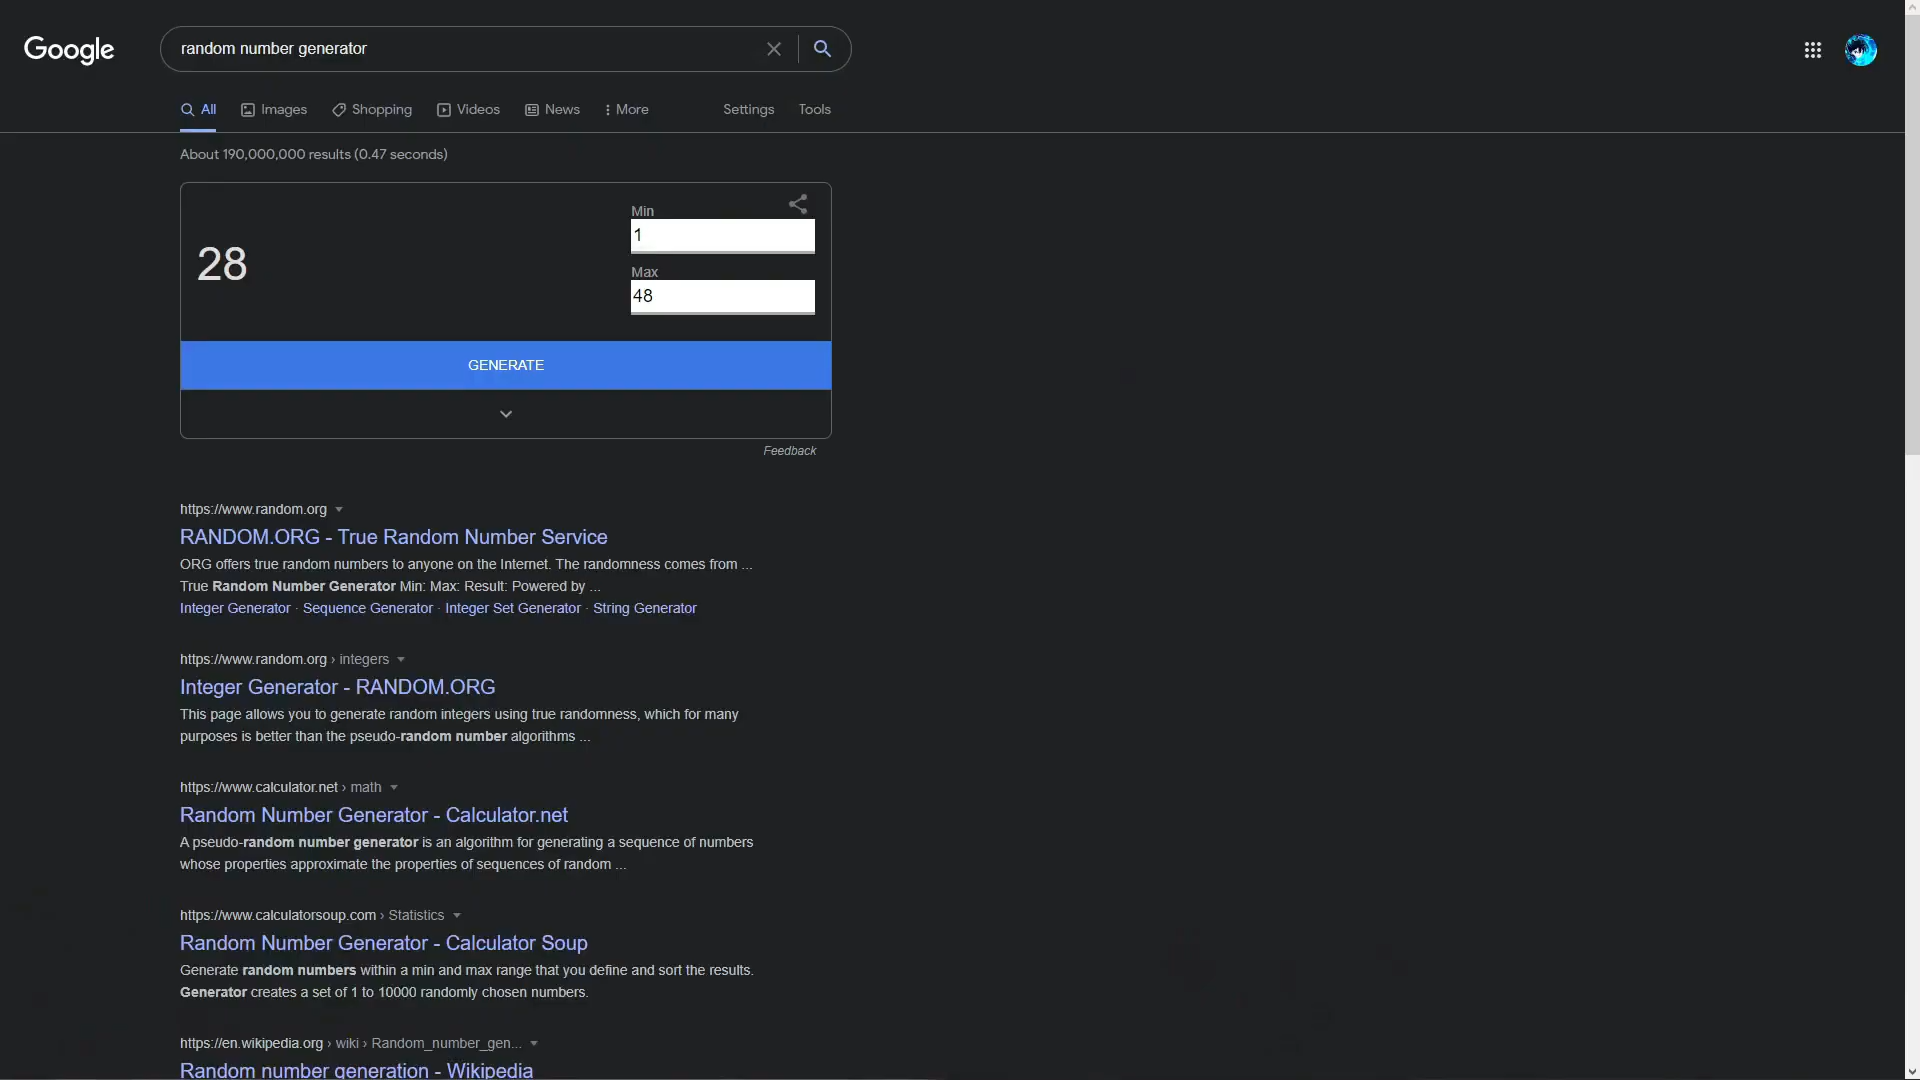 Google
random number generator
All
Images
Shopping
Videos
News
More
Settings
Tools
About 190,000,000 results (0.47 seconds)
Min
1
28
Max
48
GENERATE
Feedback
https://www.random.org
RANDOM.ORG - True Random Number Service
ORG offers true random numbers to anyone on the Internet. The randomness comes from ...
True Random Number Generator Min: Max: Result: Powered by ...
Integer Generator · Sequence Generator · Integer Set Generator · String Generator
https://www.random.org › integers
Integer Generator - RANDOM.ORG
This page allows you to generate random integers using true randomness, which for many
purposes is better than the pseudo-random number algorithms ...
https://www.calculator.net › math
Random Number Generator - Calculator.net
A pseudo-random number generator is an algorithm for generating a sequence of numbers
whose properties approximate the properties of sequences of random ...
https://www.calculatorsoup.com › Statistics
Random Number Generator - Calculator Soup
Generate random numbers within a min and max range that you define and sort the results.
Generator creates a set of 1 to 10000 randomly chosen numbers.
https://en.wikipedia.org › wiki › Random_number_gen...
Random number generation - Wikipedia